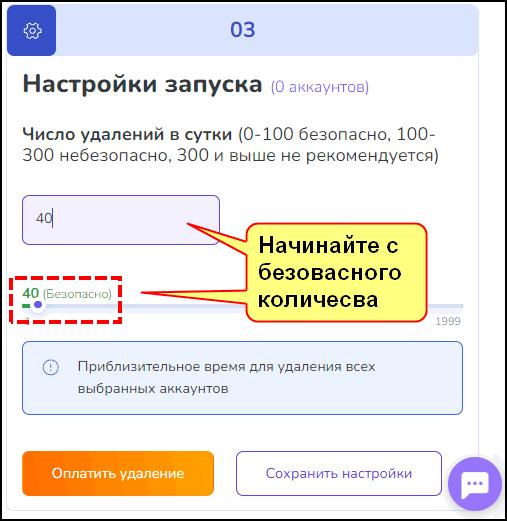 03
Настройки запуска (0 аккаунтов)
Число удалений в сутки (0-100 безопасно, 100-
300 небезопасно, 300 и выше не рекомендуется)
40
Начинайте с
безовасного
количесва
40 (Безопасно)
1999
Приблизительное время для удаления всех
выбранных аккаунтов
Оплатить удаление
Сохранить настройки